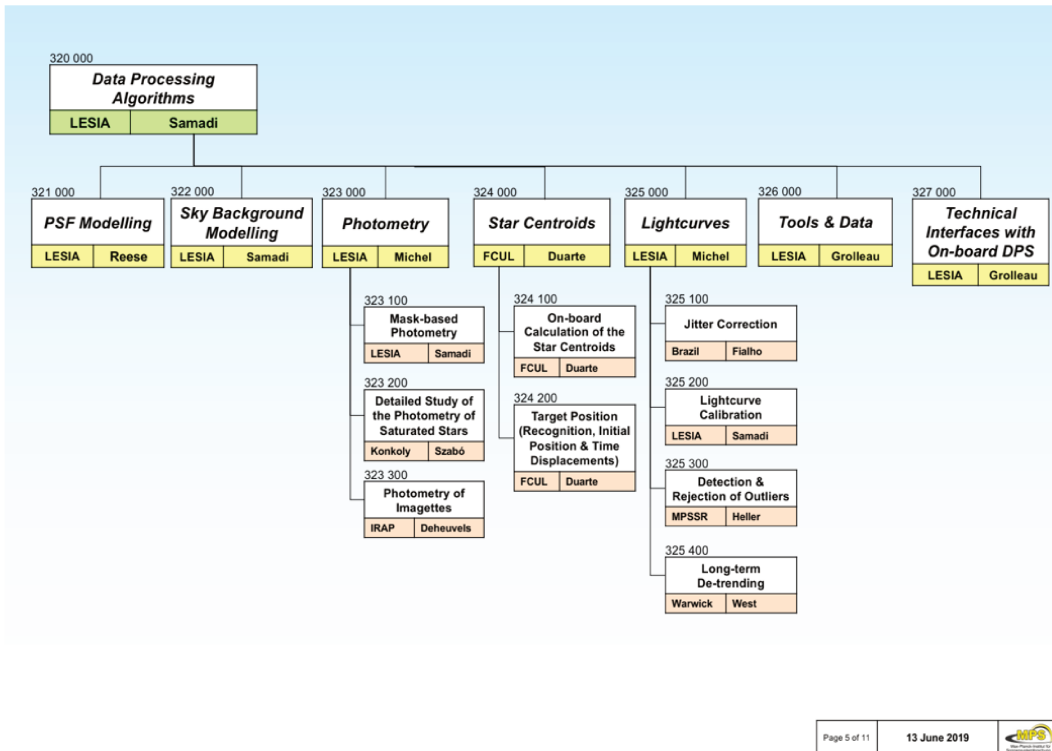 320 000
Data Processing
Algorithms
LESIA Samadi
321 000
PSF Modelling
LESIA Reese
322 000
Sky Background
Modelling
LESIA Samadi
323 000
Photometry
LESIA Michel
324 000
Star Centroids
FCUL Duarte
325 000
Lightcurves
LESIA Michel
326 000
Tools & Data
LESIA Grolleau
327 000
Technical
Interfaces with
On-board DPS
LESIA Grolleau
323 100
Mask-based
Photometry
LESIA Samadi
323 200
Detailed Study of
the Photometry of
Saturated Stars
Konkoly Szabó
323 300
Photometry of
Imagettes
IRAP Deheuvels
324 100
On-board
Calculation of the
Star Centroids
FCUL Duarte
324 200
Target Position
(Recognition, Initial
Position & Time
Displacements)
FCUL Duarte
325 100
Jitter Correction
Brazil Fialho
325 200
Lightcurve
Calibration
LESIA Samadi
325 300
Detection &
Rejection of Outliers
MPSSR Heller
325 400
Long-term
De-trending
Warwick West
Page 5 of 11
13 June 2019
MPS